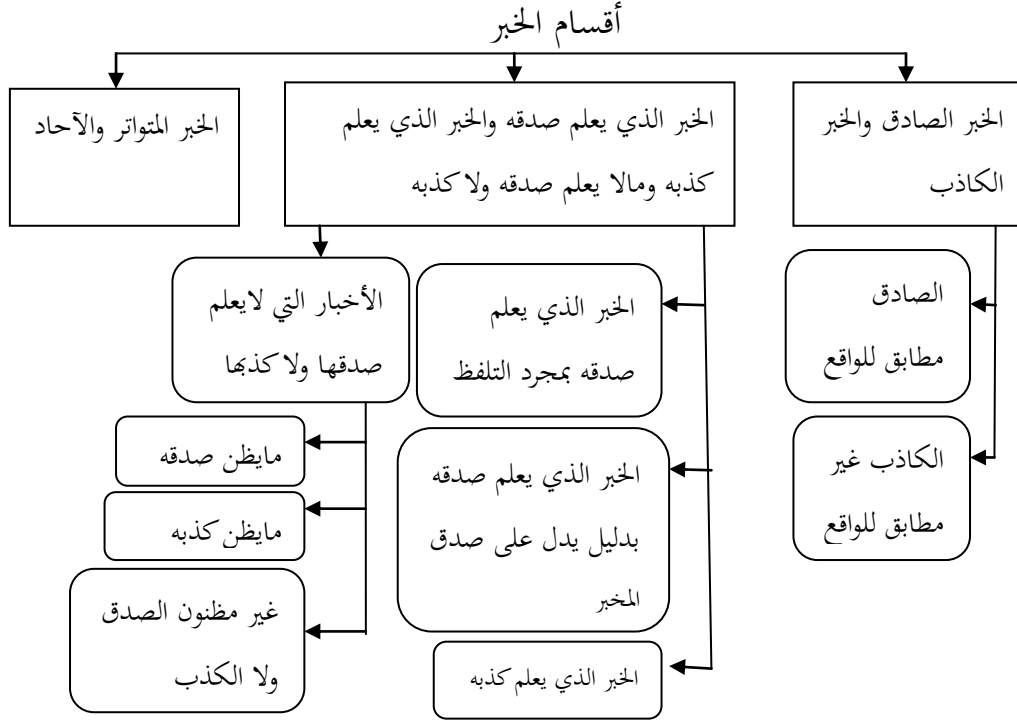 أقسام الخبر
الخبر الصادق والخبر
الكاذب
الصادق
مطابق للواقع
الكاذب غير
مطابق للواقع
الخبر الذي يعلم صدقه والخبر الذي يعلم
كذبه ومالا يعلم صدقه ولا كذبه
الخبر الذي يعلم
صدقه بمجرد التلفظ
الخبر الذي يعلم صدقه
بدليل يدل على صدق
المخبر
الخبر الذي يعلم كذبه
الأخبار التي لايعلم
صدقها ولا كذبها
مايظن صدقه
مايظن كذبه
غير مظنون الصدق
ولا الكذب
الخبر المتواتر والآحاد